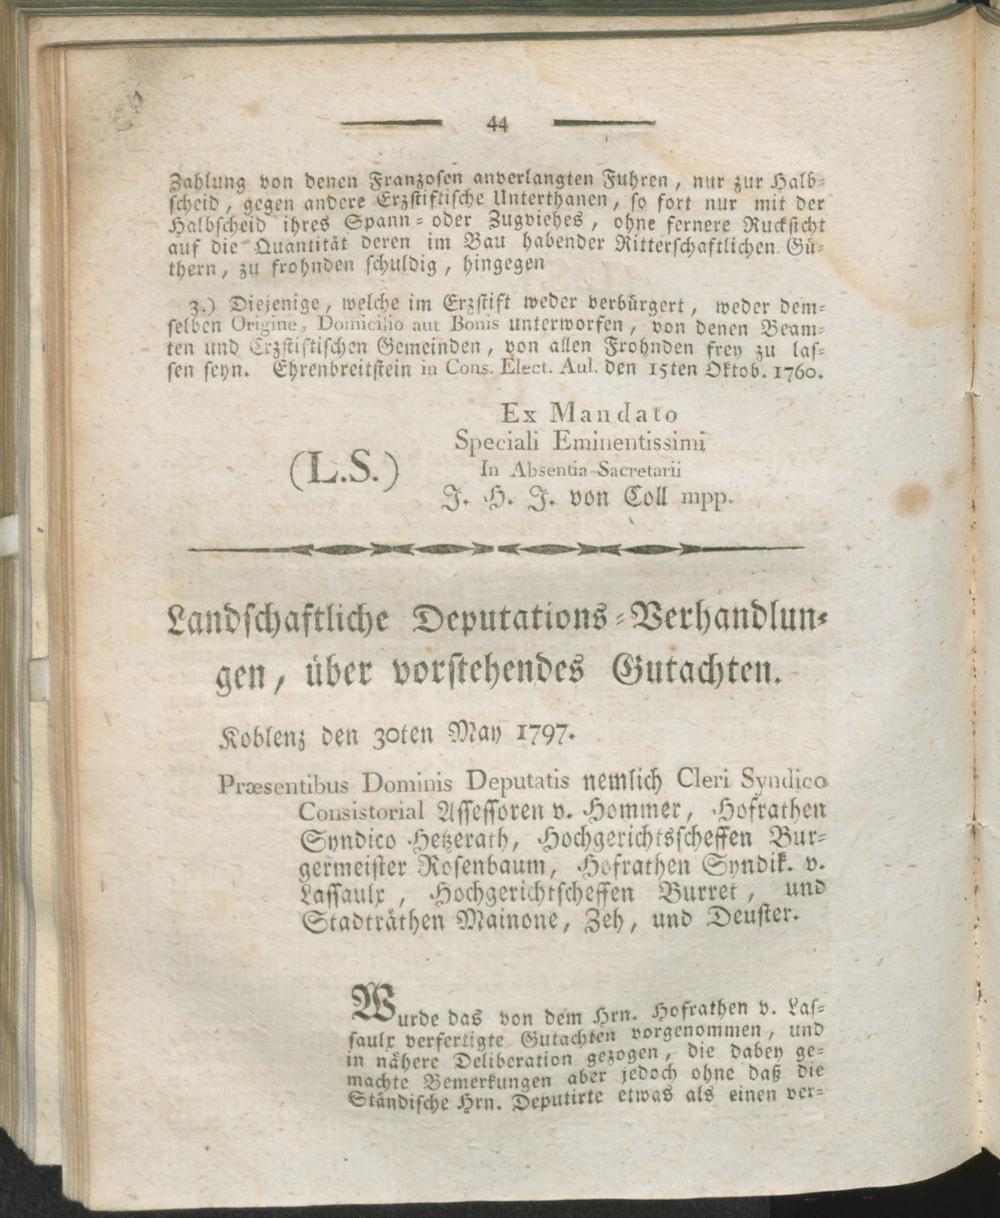 44
Zahlung von denen Franzosen anverlangten Fuhren, nur zur Halb-
scheid, gegen andere Erzstiftische Unterthanen, so fort nur mit der
Halbscheid ihres Spann- oder Zugviehes, ohne fernere Rucksicht
auf die Quantität deren im Bau habender Ritterschaftlichen Gü-
thern, zu frohnden schuldig, hingegen
3.) Diejenige, welche im Erzstift weder verbürgert, weder dem-
selben Origine, Domicilio aut Bonis unterworfen, von denen Beam-
ten und Erzstiftischen Gemeinden, von allen Frohnden frey zu las-
sen seyn. Ehrenbreitstein in Cons. Elect. Aul. den 15ten Oktob. 1760.
Ex Mandato
Speciali Eminentissimi
(L.S.)
In Absentia Sacretarii
J. H. J. von Coll mpp.
Landschaftliche Deputations-Verhandlun-
gen, über vorstehendes Gutachten.
Koblenz den 30ten May 1797.
Præsentibus Dominis Deputatis nemlich Cleri Syndico
Consistorial Assessoren v. Hommer, Hofrathen
Syndico Hetzerath, Hochgerichtsscheffen Bur-
germeister Rosenbaum, Hofrathen Syndik. v.
Lassaulx, Hochgerichtscheffen Burret, und
Stadträthen Mainone, Zeh, und Deuster.
Wurde das von dem Hrn. Hofrathen v. Las-
saulx verfertigte Gutachten vorgenommen, und
in nähere Deliberation gezogen, die dabey ge-
machte Bemerkungen aber jedoch ohne daß die
Ständische Hrn. Deputirte etwas als einen ver-